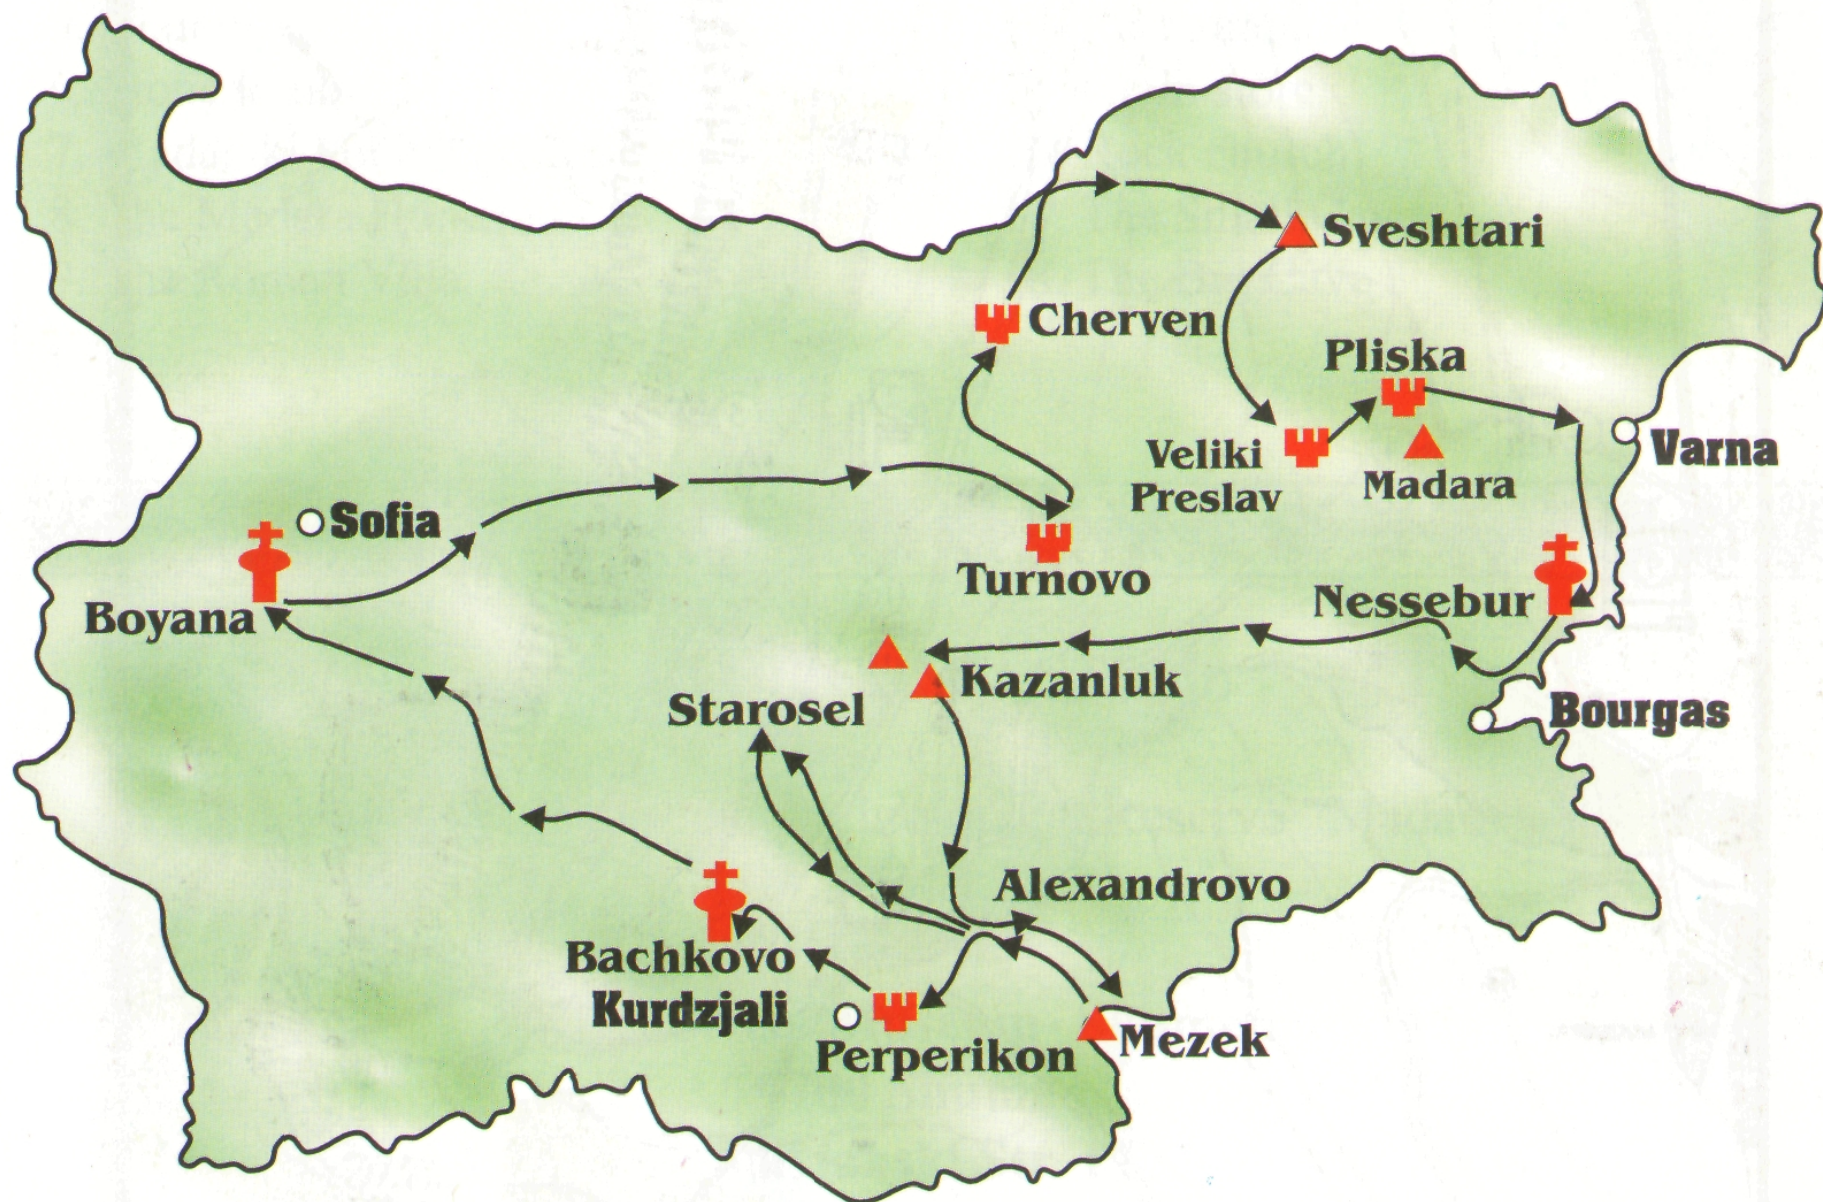 Sveshtari
Cherven
Pliska
Varna
Veliki
Preslav
Madara
Sofia
Turnovo
Nessebur
Boyana
Kazanluk
Starosel
Bourgas
Alexandrovo
Bachkovo
Kurdzjali
Perperikon
Mezek